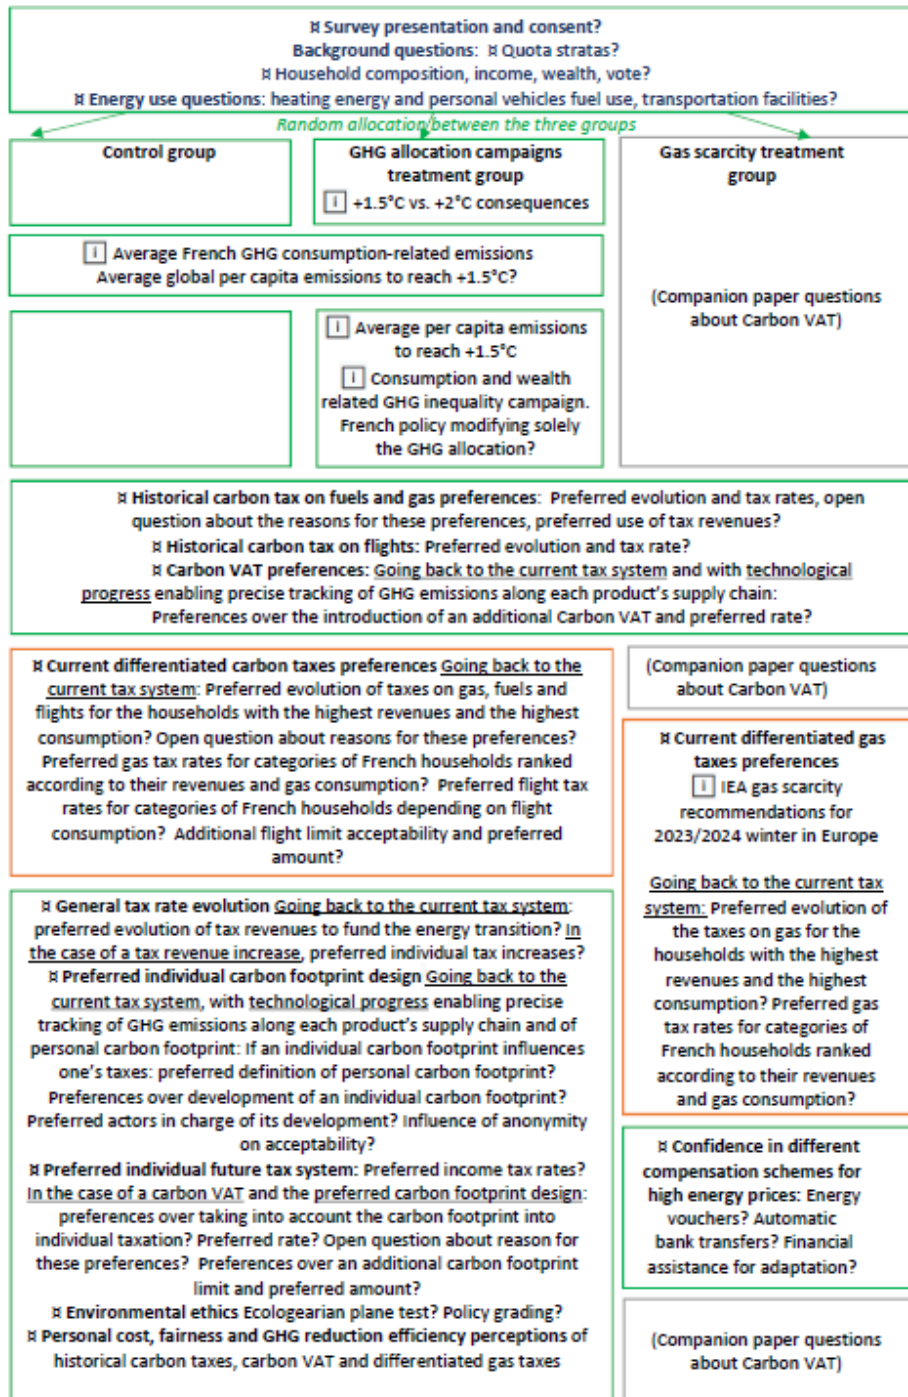 ¤ Survey presentation and consent?
Background questions: ¤ Quota stratas?
¤ Household composition, income, wealth, vote?
¤ Energy use questions: heating energy and personal vehicles fuel use, transportation facilities?
Random allocation between the three groups
Control group
GHG allocation campaigns
treatment group
i +1.5°C vs. +2°C consequences
Gas scarcity treatment
group
(Companion paper questions
about Carbon VAT)
i Average French GHG consumption-related emissions
Average global per capita emissions to reach +1.5°C?
i Average per capita emissions
to reach +1.5°C
i Consumption and wealth
related GHG inequality campaign.
French policy modifying solely
the GHG allocation?
¤ Historical carbon tax on fuels and gas preferences: Preferred evolution and tax rates, open
question about the reasons for these preferences, preferred use of tax revenues?
¤ Historical carbon tax on flights: Preferred evolution and tax rate?
¤ Carbon VAT preferences: Going back to the current tax system and with technological
progress enabling precise tracking of GHG emissions along each product's supply chain:
Preferences over the introduction of an additional Carbon VAT and preferred rate?
¤ Current differentiated carbon taxes preferences Going back to the
current tax system: Preferred evolution of taxes on gas, fuels and
flights for the households with the highest revenues and the highest
consumption? Open question about reasons for these preferences?
Preferred gas tax rates for categories of French households ranked
according to their revenues and gas consumption? Preferred flight tax
rates for categories of French households depending on flight
consumption? Additional flight limit acceptability and preferred
amount?
¤ General tax rate evolution Going back to the current tax system:
preferred evolution of tax revenues to fund the energy transition? In
the case of a tax revenue increase, preferred individual tax increases?
¤ Preferred individual carbon footprint design Going back to the
current tax system, with technological progress enabling precise
tracking of GHG emissions along each product's supply chain and of
personal carbon footprint: If an individual carbon footprint influences
one's taxes: preferred definition of personal carbon footprint?
Preferences over development of an individual carbon footprint?
Preferred actors in charge of its development? Influence of anonymity
on acceptability?
¤ Preferred individual future tax system: Preferred income tax rates?
In the case of a carbon VAT and the preferred carbon footprint design:
preferences over taking into account the carbon footprint into
individual taxation? Preferred rate? Open question about reason for
these preferences? Preferences over an additional carbon footprint
limit and preferred amount?
¤ Environmental ethics Ecologearian plane test? Policy grading?
¤ Personal cost, fairness and GHG reduction efficiency perceptions of
historical carbon taxes, carbon VAT and differentiated gas taxes
(Companion paper questions
about Carbon VAT)
¤ Current differentiated gas
taxes preferences
i IEA gas scarcity
recommendations for
2023/2024 winter in Europe
Going back to the current tax
system: Preferred evolution of
the taxes on gas for the
households with the highest
revenues and the highest
consumption? Preferred gas
tax rates for categories of
French households ranked
according to their revenues
and gas consumption?
¤ Confidence in different
compensation schemes for
high energy prices: Energy
vouchers? Automatic
bank transfers? Financial
assistance for adaptation?
(Companion paper questions
about Carbon VAT)